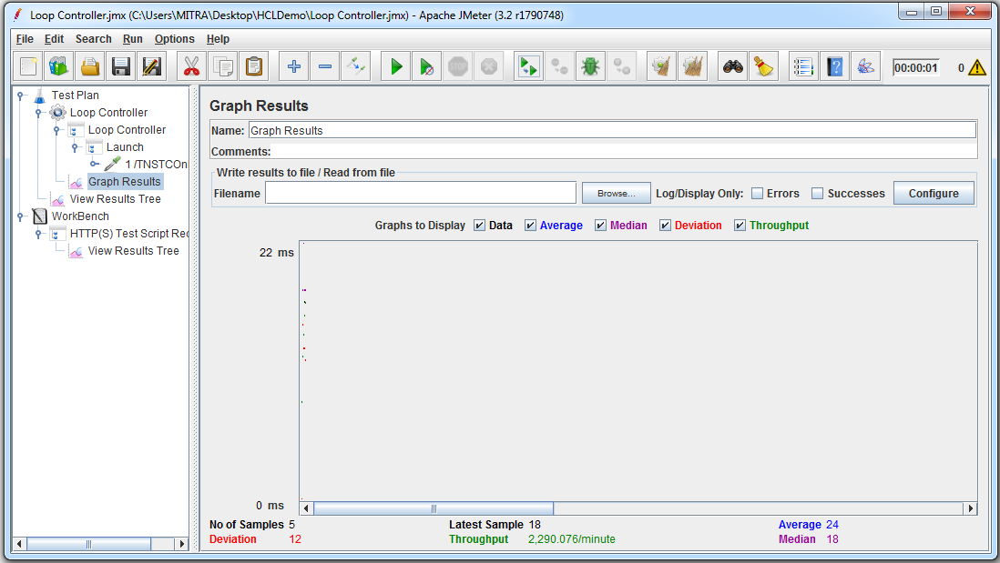 Loop Controller.jmx (C:\Users\MITRA\Desktop\HCLDemo\Loop Controller.jmx) - Apache JMeter (3.2 r1790748)
File Edit Search Run Options Help
STOP
00:00:01 0
Test Plan
Loop Controller
Loop Controller
Launch
1 /TNSTCOn
Graph Results
View Results Tree
WorkBench
HTTP(S) Test Script Rec
View Results Tree
Graph Results
Name: Graph Results
Comments:
Write results to file / Read from file
Filename Browse... Log/Display Only: Errors Successes Configure
Graphs to Display Data Average Median Deviation Throughput
22 ms
0 ms
No of Samples 5 Latest Sample 18 Average 24
Deviation 12 Throughput 2,290.076/minute Median 18